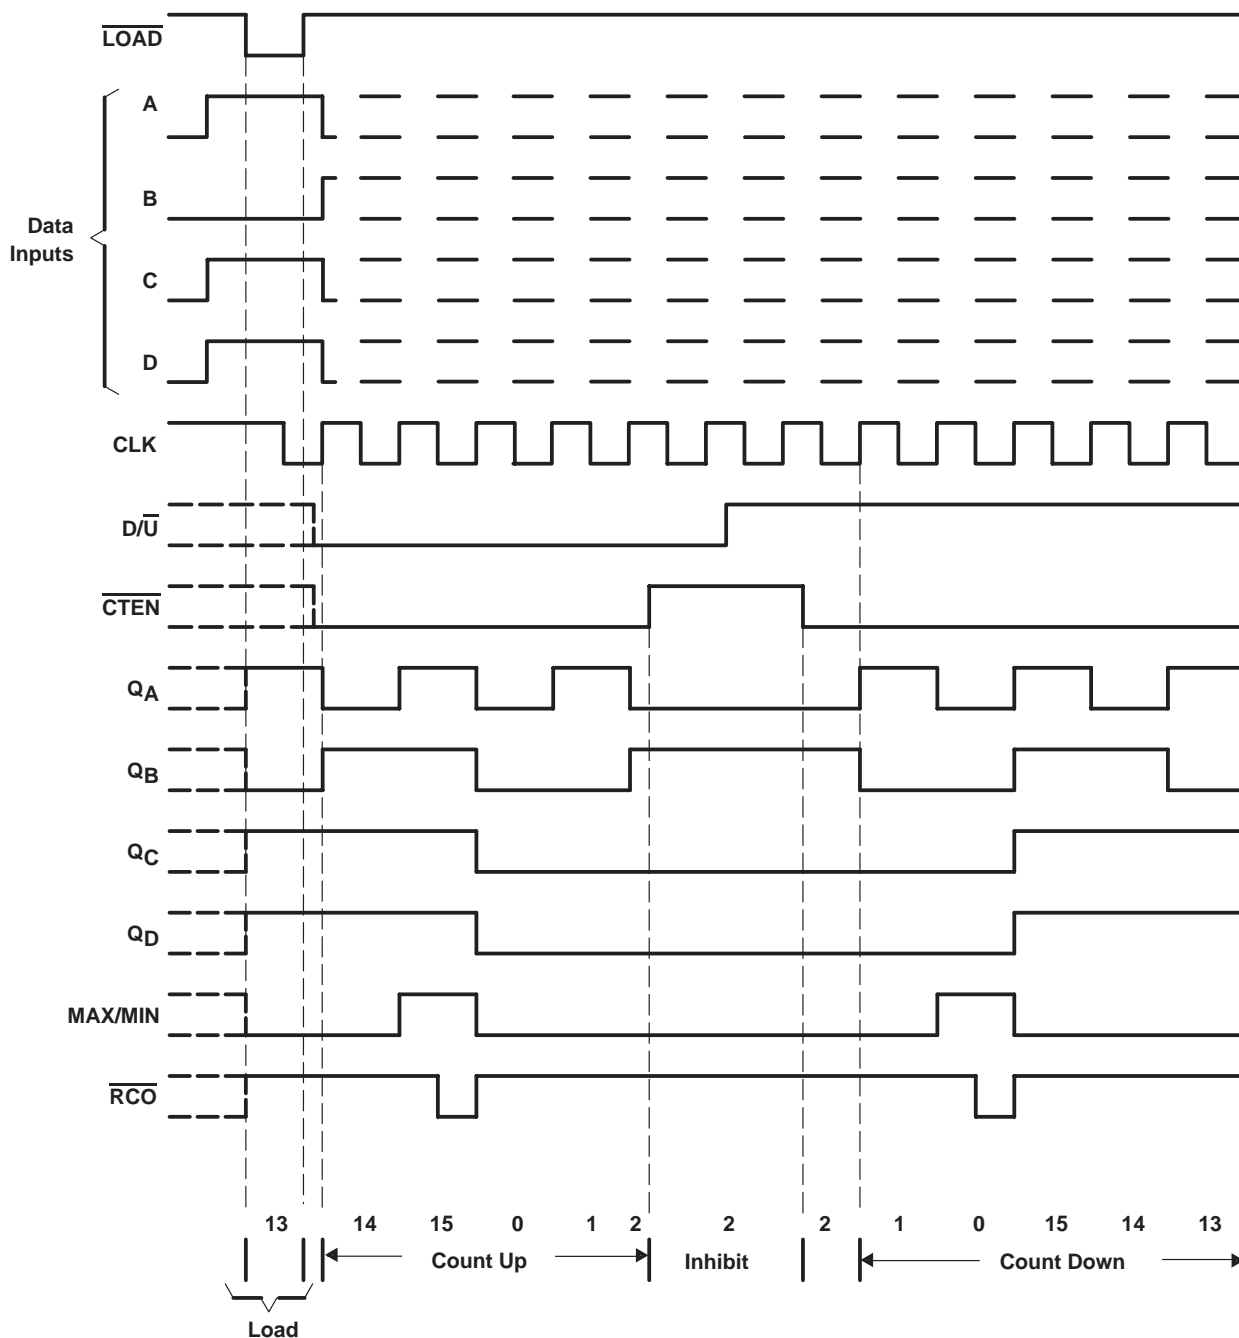 LOAD
A
B
Data
Inputs
C
D
CLK
D/U
CTEN
QA
QB
QC
QD
MAX/MIN
RCO
13 14 15 0 1 2 2 2 1 0 15 14 13
Count Up Inhibit Count Down
Load